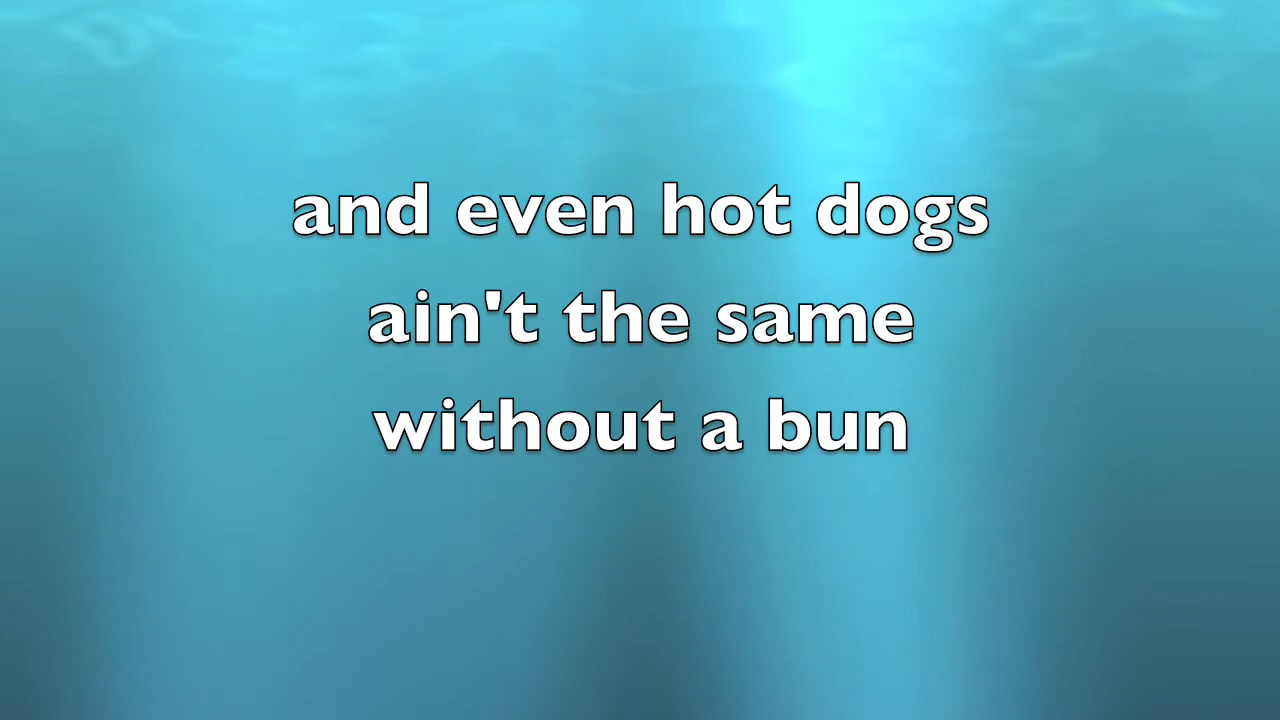 and even hot dogs
ain't the same
without a bun